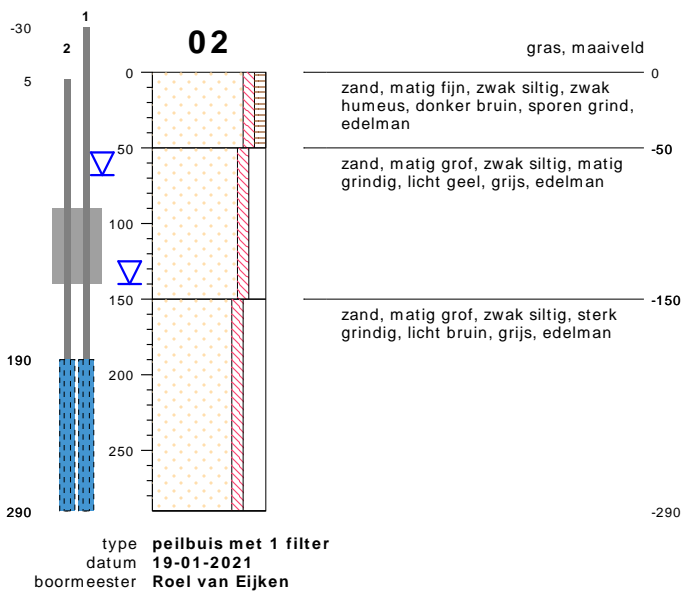 -30
1
2
5
02
gras, maaiveld
0
0
zand, matig fijn, zwak siltig, zwak
humeus, donker bruin, sporen grind,
edelman
50
-50
zand, matig grof, zwak siltig, matig
grindig, licht geel, grijs, edelman
100
150
-150
zand, matig grof, zwak siltig, sterk
grindig, licht bruin, grijs, edelman
190
200
250
290
-290
type peilbuis met 1 filter
datum 19-01-2021
boormeester Roel van Eijken